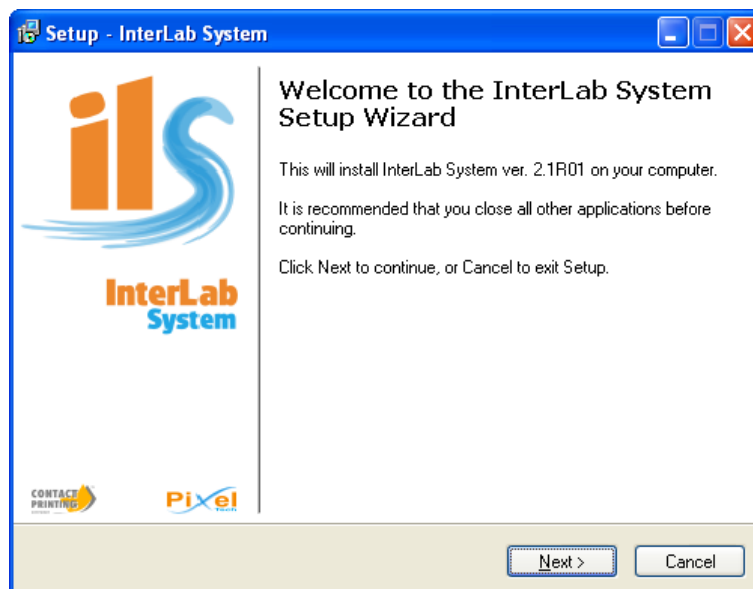 Setup - InterLab System
ils
Welcome to the InterLab System
Setup Wizard
This will install InterLab System ver. 2.1R01 on your computer.
It is recommended that you close all other applications before
continuing.
Click Next to continue, or Cancel to exit Setup.
InterLab
System
CONTACT
PRINTING
Pixel
Tech
Next >
Cancel